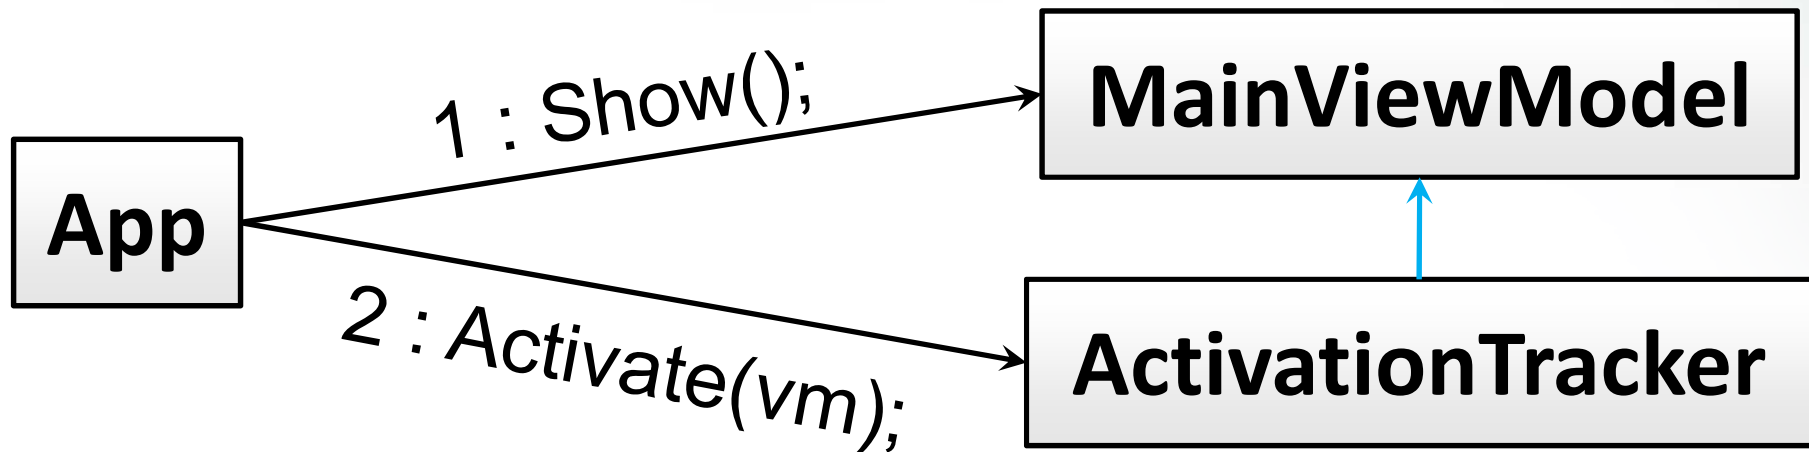 1 : Show();
MainViewModel
App
2 : Activate(vm);
ActivationTracker